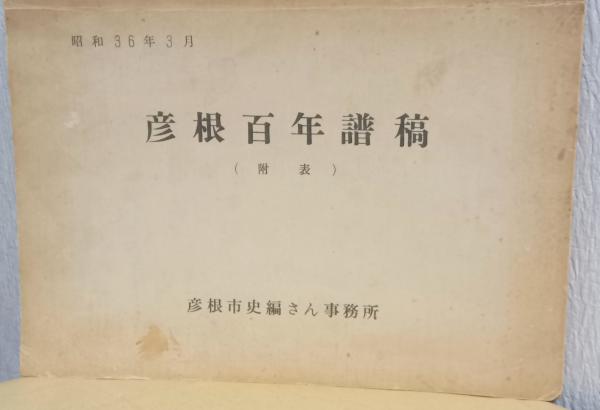 昭和36年3月
彦根百年譜稿
(附表)
彦根市史編さん事務所